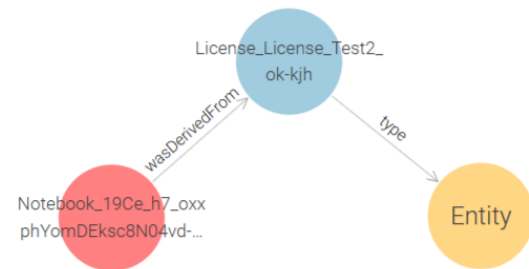 License_License_Test2_
ok-kjh
wasDerivedFrom
type
Notebook_19Ce_h7_oxx
phYomDEksc8N04vd-...
Entity